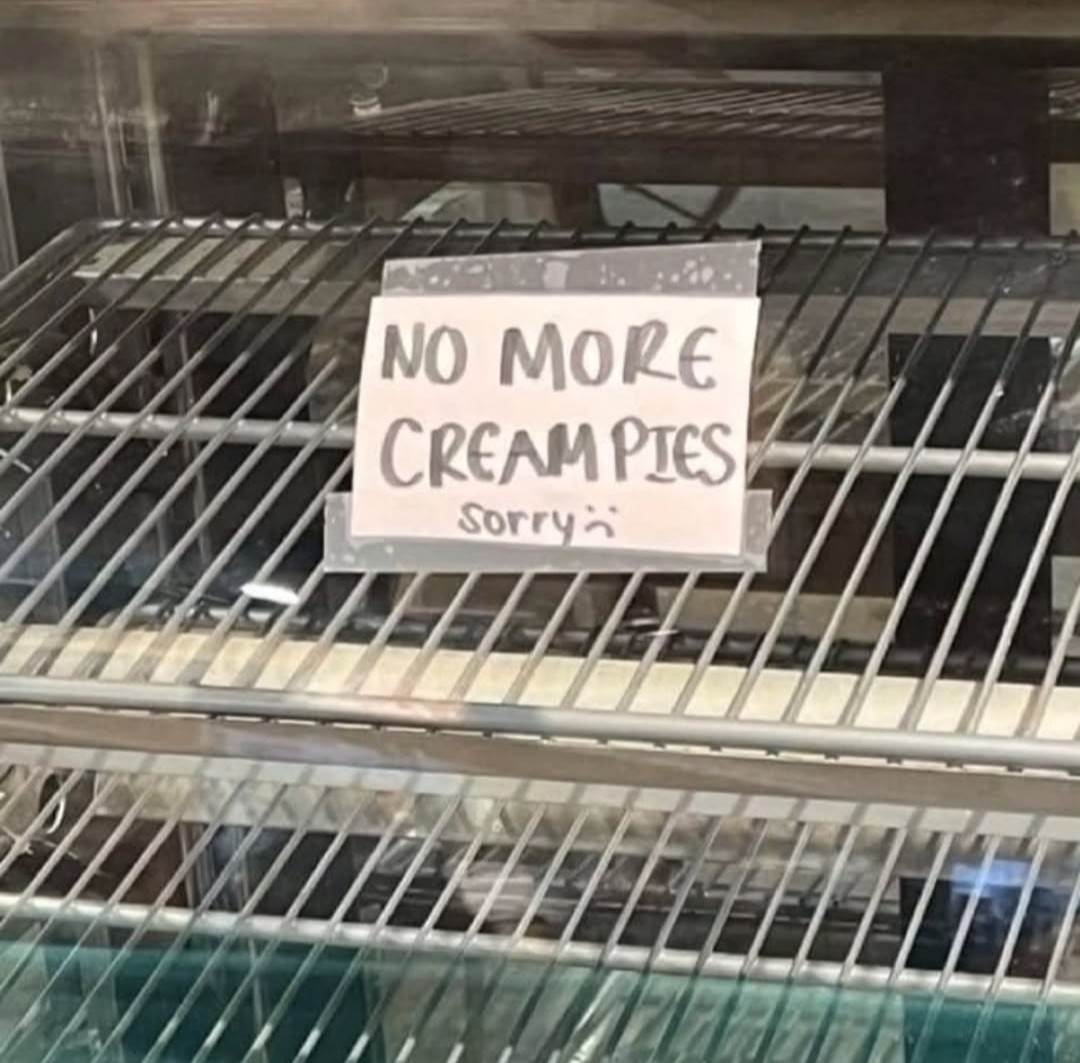 NO MORE
CREAM PIES
sorry :(